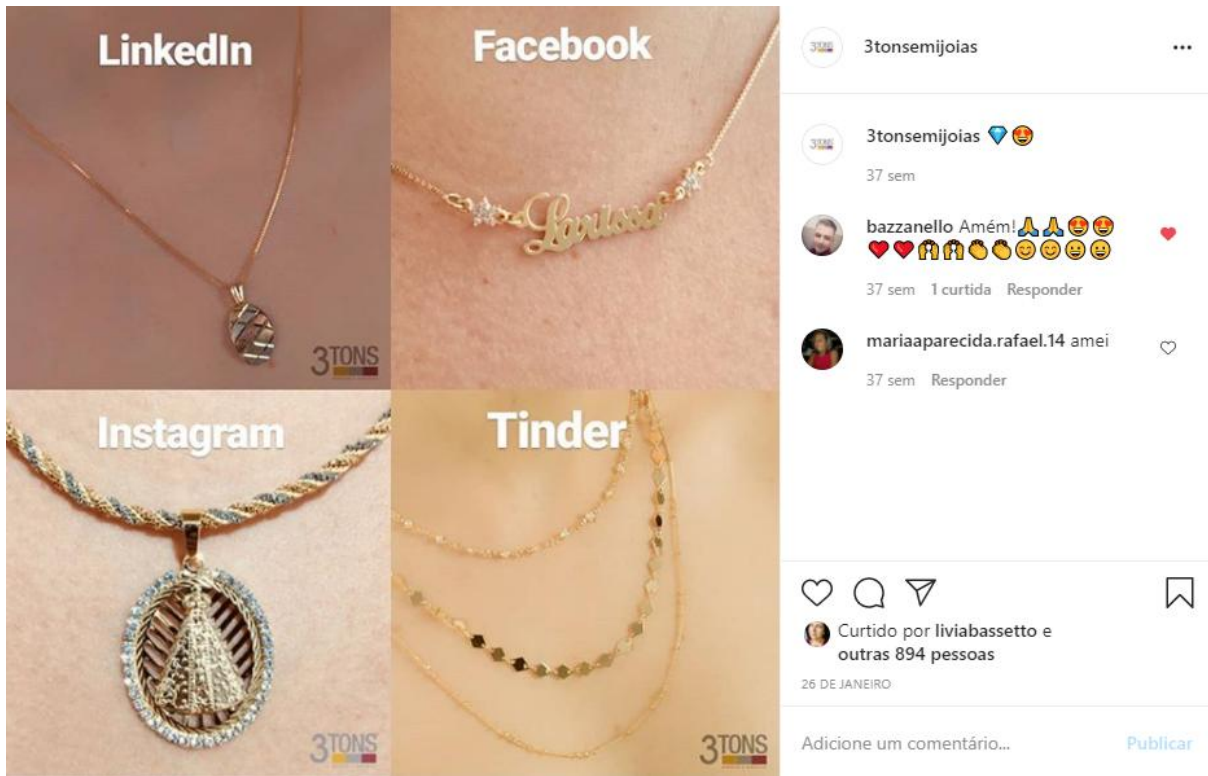 LinkedIn
Facebook
Larissa
3TONS
Instagram
Tinder
3TONS
3TONS
3tonsemijoias
3tonsemijoias 💎😍
37 sem
bazzanello Amém!🙏🙏😍😍
❤️❤️🙌🙌👏👏😊😊😀😀
37 sem 1 curtida Responder
mariaaparecida.rafael.14 amei
37 sem Responder
Curtido por liviabassetto e
outras 894 pessoas
26 DE JANEIRO
Adicione um comentário... Publicar